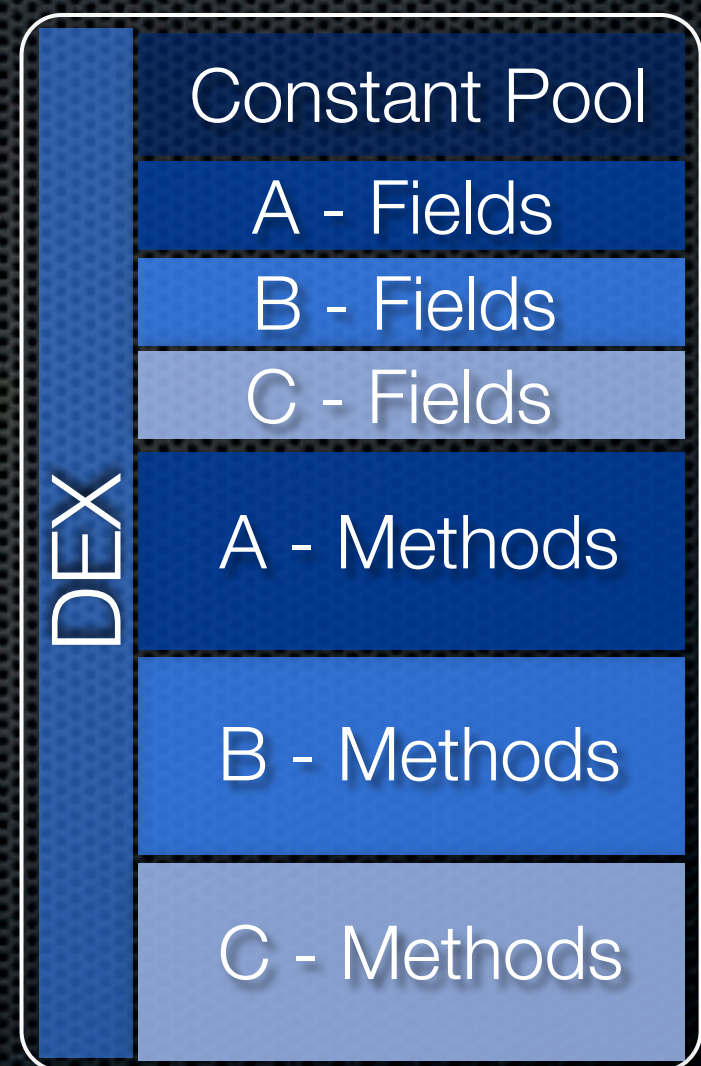 DEX
Constant Pool
A - Fields
B - Fields
C - Fields
A - Methods
B - Methods
C - Methods